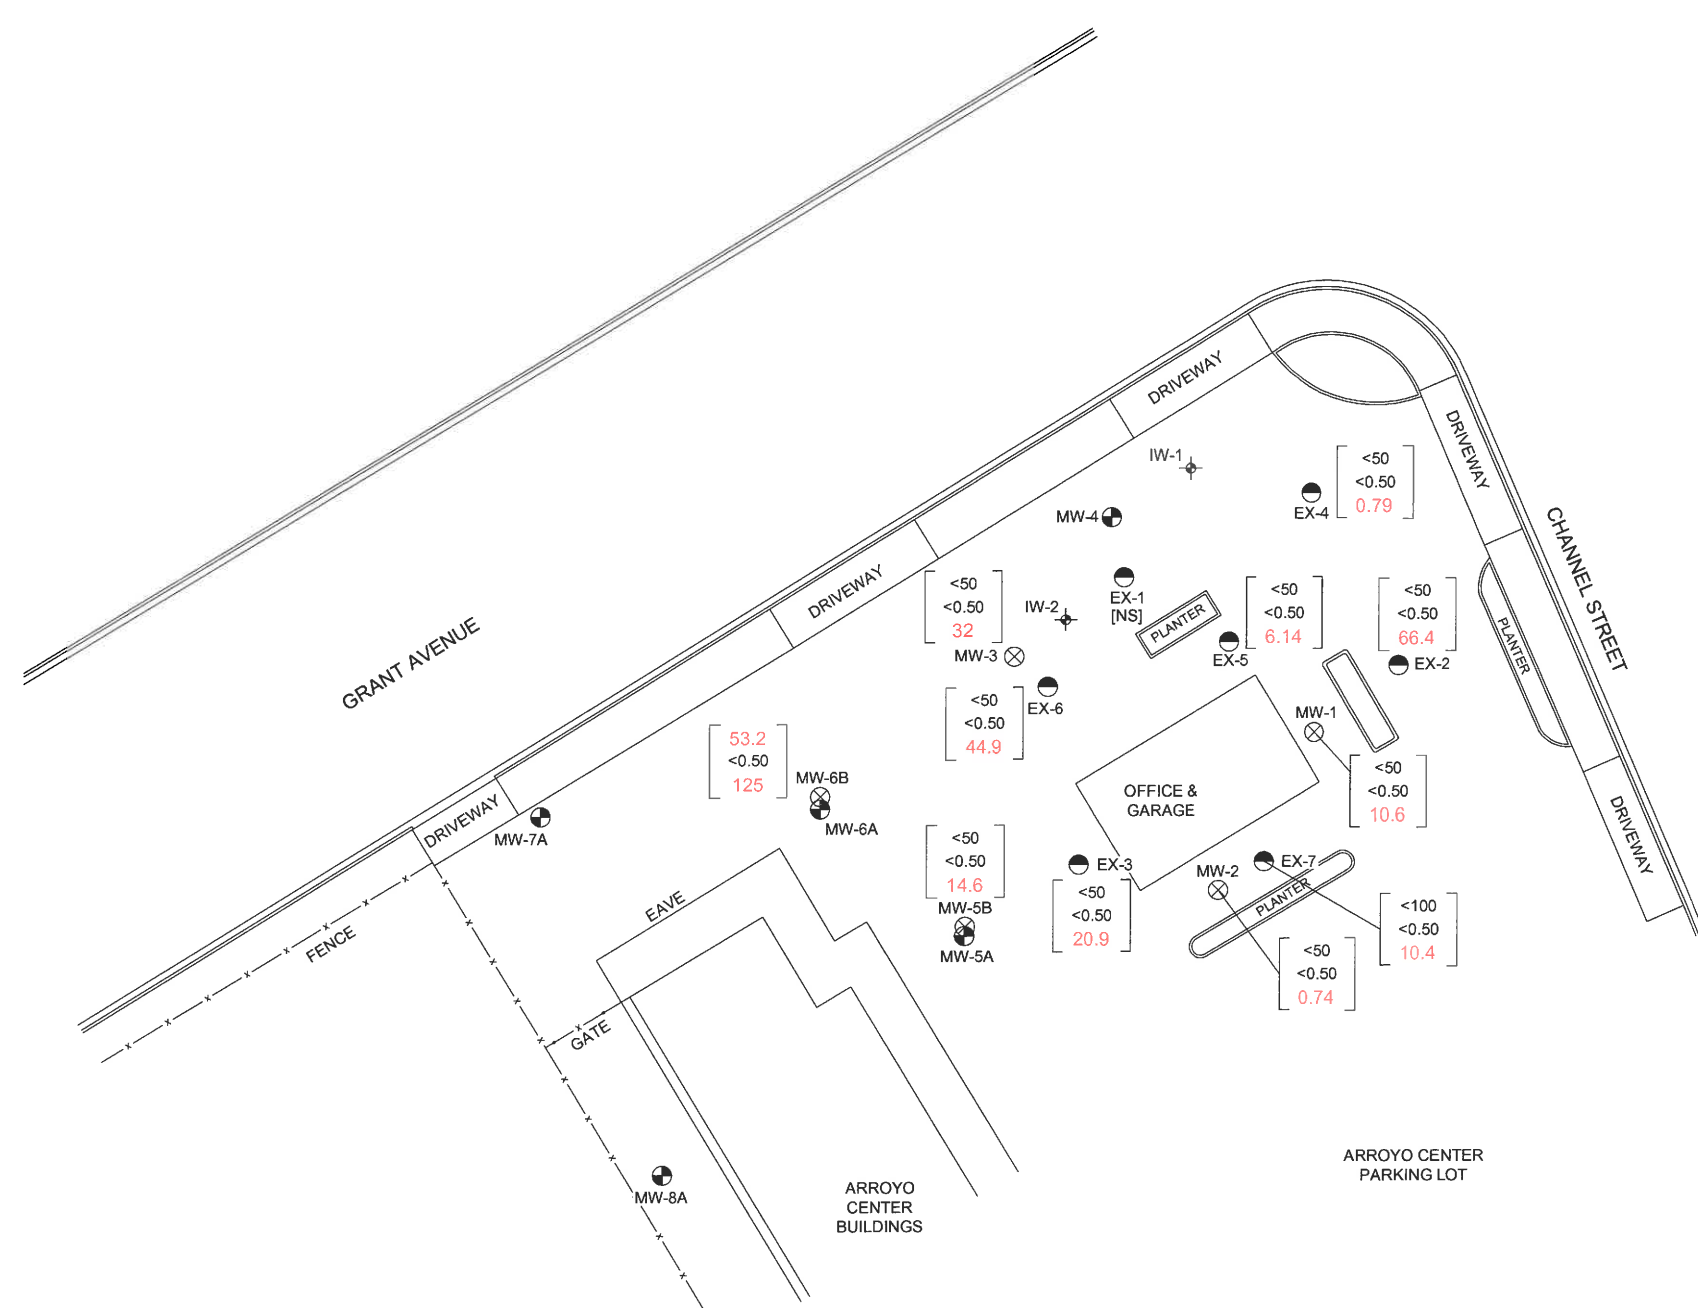 DRIVEWAY
IW-1
<50
<0.50
0.79
DRIVEWAY
EX-4
MW-4
CHANNEL STREET
<50
<0.50
32
DRIVEWAY
IW-2
EX-1
[NS]
PLANTER
<50
<0.50
6.14
<50
<0.50
66.4
PLANTER
GRANT AVENUE
MW-3
EX-5
EX-2
<50
<0.50
44.9
EX-6
MW-1
53.2
<0.50
125
MW-6B
MW-6A
<50
<0.50
10.6
OFFICE &
GARAGE
DRIVEWAY
DRIVEWAY
MW-7A
<50
<0.50
14.6
EX-3
MW-2
EX-7
PLANTER
<50
<0.50
20.9
<100
<0.50
10.4
EAVE
MW-5B
MW-5A
FENCE
<50
<0.50
0.74
GATE
ARROYO CENTER
PARKING LOT
MW-8A
ARROYO
CENTER
BUILDINGS